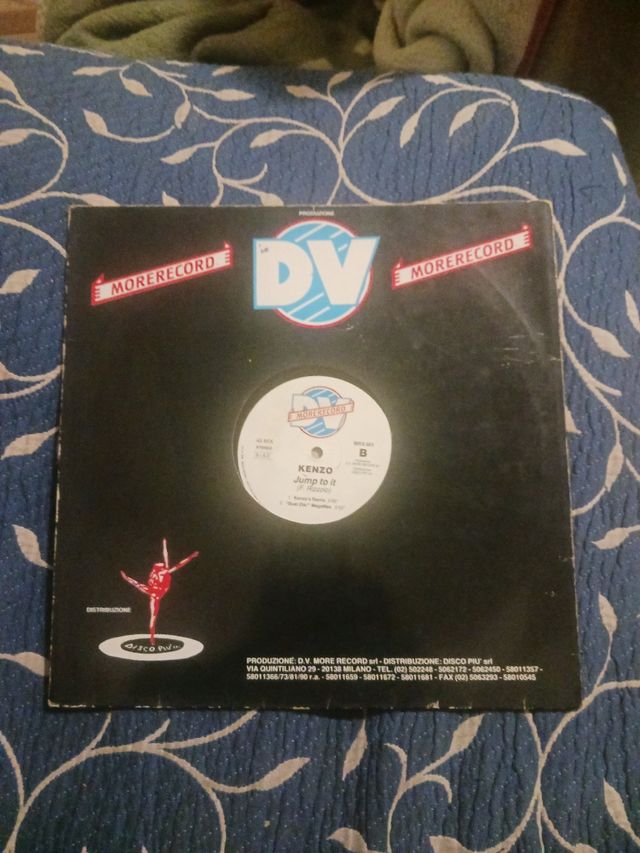 PRODUZIONE
DV
MORERECORD
MORERECORD
DV
MORERECORD
STEREO
B
KENZO
Jump to it
(F. Rizzolo)
DISTRIBUZIONE
DISCO PIU'
PRODUZIONE: D.V. MORE RECORD srl - DISTRIBUZIONE: DISCO PIU' srl
VIA QUINTILIANO 29 - 20138 MILANO - TEL. (02) 502248 - 5062172 - 5062450 - 58011357 -
58011366/73/81/90 r.a. - 58011659 - 58011672 - 58011681 - FAX (02) 5063293 - 58010545